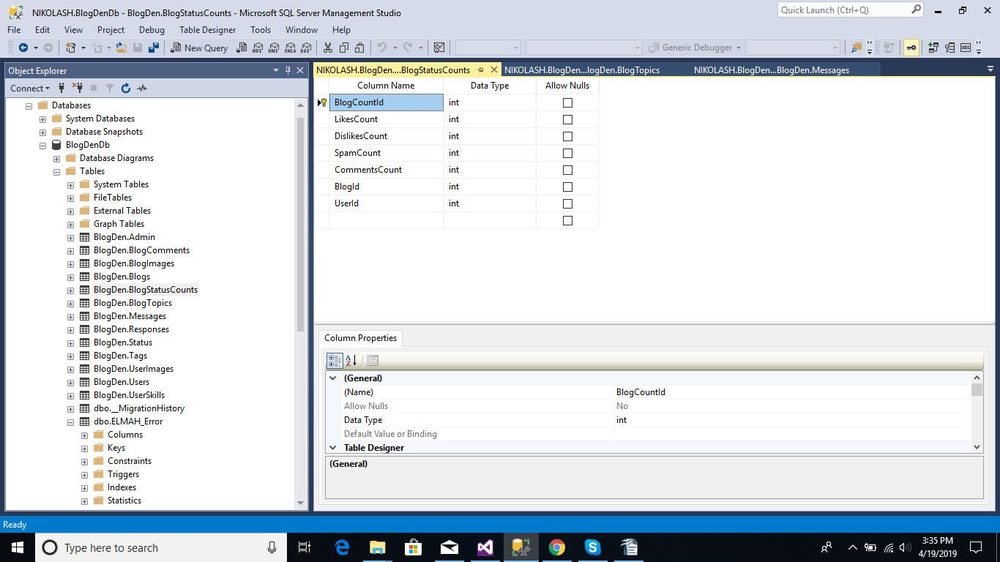 NIKOLASH.BlogDenDb - BlogDen.BlogStatusCounts - Microsoft SQL Server Management Studio
Quick Launch (Ctrl+Q)
File Edit View Project Debug Table Designer Tools Window Help
New Query MDX DMX XMLA DAX Generic Debugger
Object Explorer
Connect
Databases
System Databases
Database Snapshots
BlogDenDb
Database Diagrams
Tables
System Tables
FileTables
External Tables
Graph Tables
BlogDen.Admin
BlogDen.BlogComments
BlogDen.BlogImages
BlogDen.Blogs
BlogDen.BlogStatusCounts
BlogDen.BlogTopics
BlogDen.Messages
BlogDen.Responses
BlogDen.Status
BlogDen.Tags
BlogDen.UserImages
BlogDen.Users
BlogDen.UserSkills
dbo.__MigrationHistory
dbo.ELMAH_Error
Columns
Keys
Constraints
Triggers
Indexes
Statistics
NIKOLASH.BlogDen....BlogStatusCounts NIKOLASH.BlogDen...logDen.BlogTopics NIKOLASH.BlogDen...BlogDen.Messages
Column Name Data Type Allow Nulls
BlogCountId int
LikesCount int
DislikesCount int
SpamCount int
CommentsCount int
BlogId int
UserId int
Column Properties
(General)
(Name) BlogCountId
Allow Nulls No
Data Type int
Default Value or Binding
Table Designer
(General)
Ready
Type here to search
3:35 PM
4/19/2019